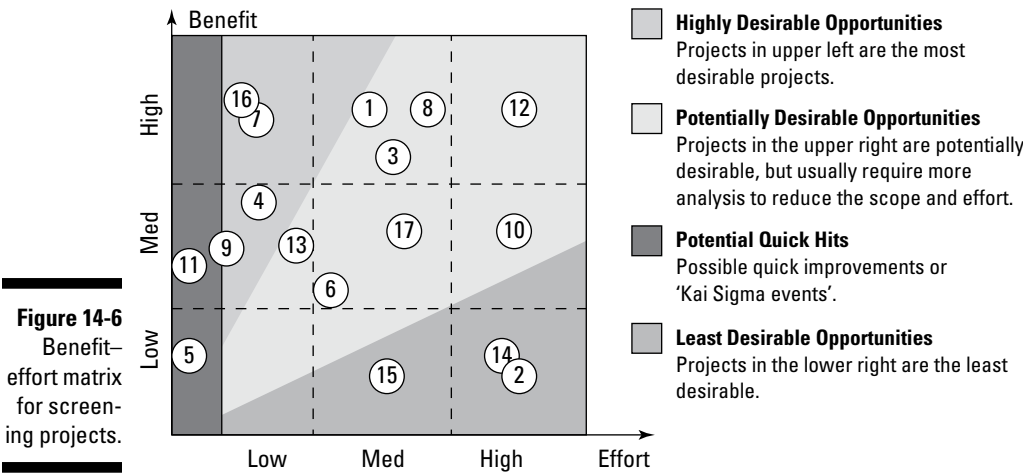 Benefit
High
Med
Low
16
7
1
8
12
3
4
9
13
17
10
11
6
5
15
14
2
Low Med High Effort
Highly Desirable Opportunities
Projects in upper left are the most
desirable projects.
Potentially Desirable Opportunities
Projects in the upper right are potentially
desirable, but usually require more
analysis to reduce the scope and effort.
Potential Quick Hits
Possible quick improvements or
'Kai Sigma events'.
Least Desirable Opportunities
Projects in the lower right are the least
desirable.
Figure 14-6
Benefit–
effort matrix
for screen-
ing projects.